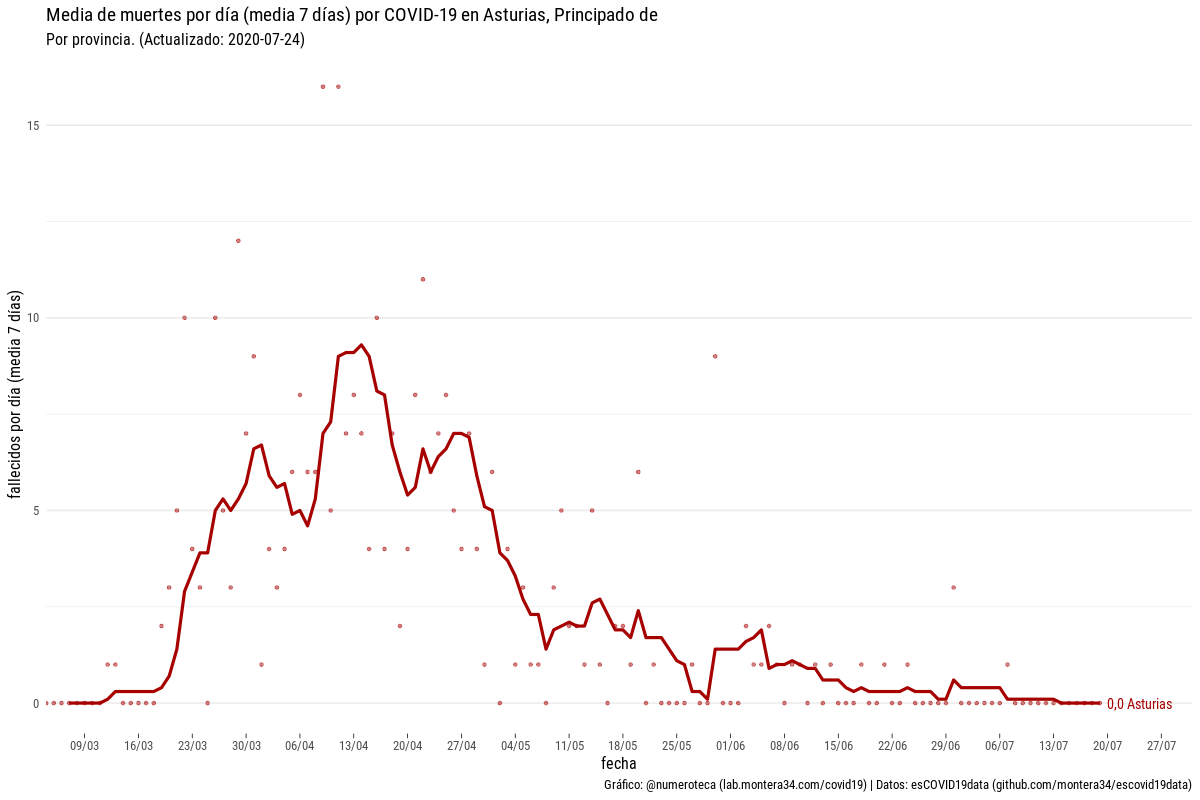 Media de muertes por día (media 7 días) por COVID-19 en Asturias, Principado de
Por provincia. (Actualizado: 2020-07-24)
fallecidos por día (media 7 días)
15
10
5
0
0,0 Asturias
09/03 16/03 23/03 30/03 06/04 13/04 20/04 27/04 04/05 11/05 18/05 25/05 01/06 08/06 15/06 22/06 29/06 06/07 13/07 20/07 27/07
fecha
Gráfico: @numeroteca (lab.montera34.com/covid19) | Datos: esCOVID19data (github.com/montera34/escovid19data)